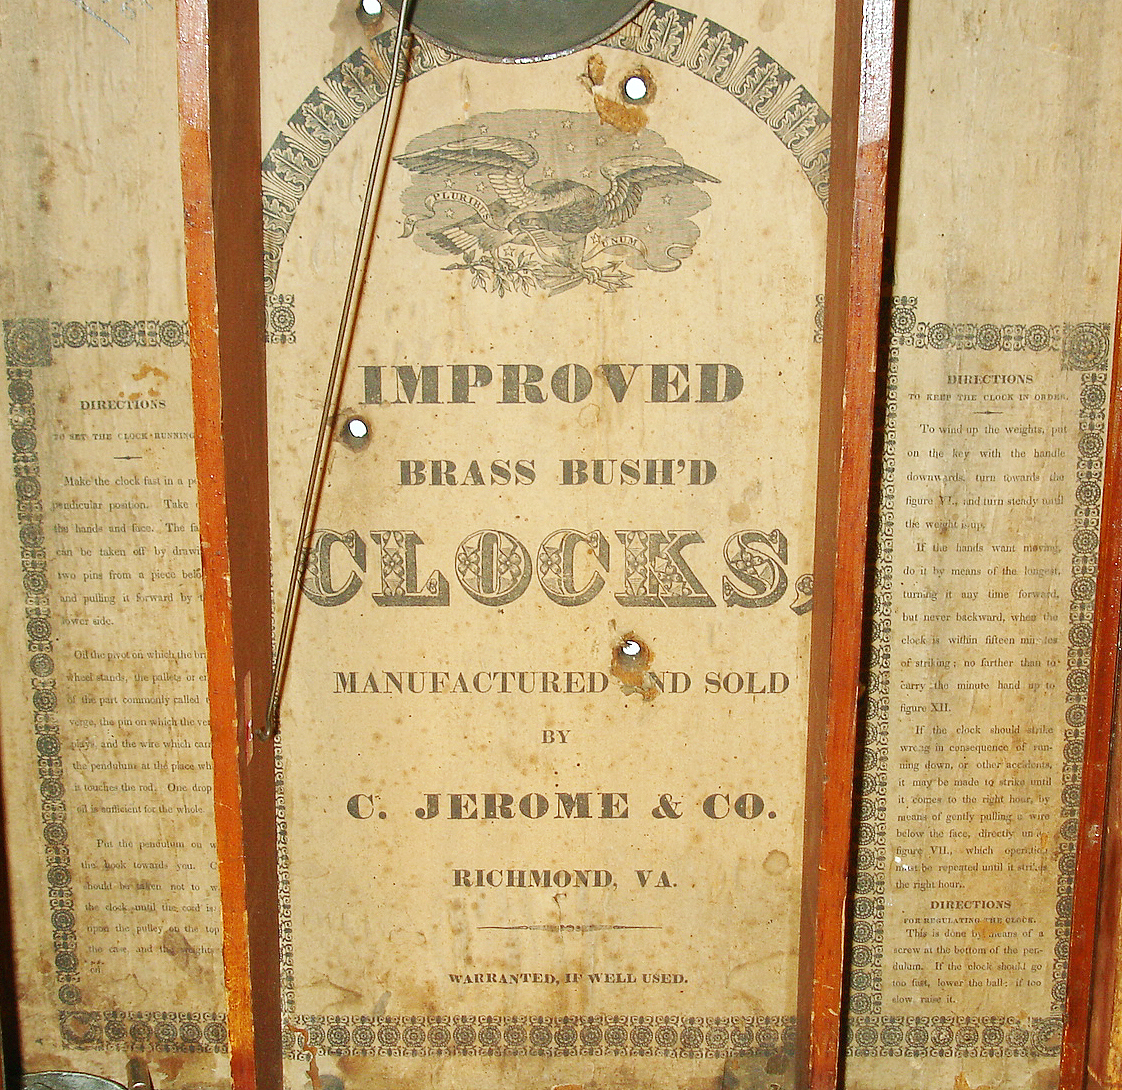 PLURIBUS
UNUM
IMPROVED
BRASS BUSH'D
CLOCKS,
MANUFACTURED ND SOLD
BY
C. JEROME & CO.
RICHMOND, VA.
WARRANTED, IF WELL USED.
DIRECTIONS
TO SET THE CLOCK RUNNING
Make the clock fast in a
pendicular position. Take
the hands and face. The
can be taken off by
two pins from a piece
and pulling it forward by
lower side.
Oil the pivot on which the
wheel stands, the pallets or
of the part commonly called
verge, the pin on which the
plays, and the wire which
the pendulum at the place
it touches the rod. One drop
oil is sufficient for the whole.
Put the pendulum on
the hook towards you.
should be taken not to
the clock until the cord is
upon the pulley on the top
the case, and the
DIRECTIONS
TO KEEP THE CLOCK IN ORDER.
To wind up the weights, put
on the key with the handle
downwards, turn towards the
figure VI., and turn steady until
the weight is up.
If the hands want moving,
do it by means of the longest,
turning it any time forward,
but never backward, when the
clock is within fifteen minutes
of striking; no farther than to
carry the minute hand up to
figure XII.
If the clock should strike
wrong in consequence of run-
ning down, or other accidents,
it may be made to strike until
it comes to the right hour, by
means of gently pulling a wire
below the face, directly under
figure VII., which operation
must be repeated until it strikes
the right hour.
DIRECTIONS
FOR REGULATING THE CLOCK.
This is done by means of a
screw at the bottom of the pen-
dulum. If the clock should go
too fast, lower the ball; if too
slow raise it.